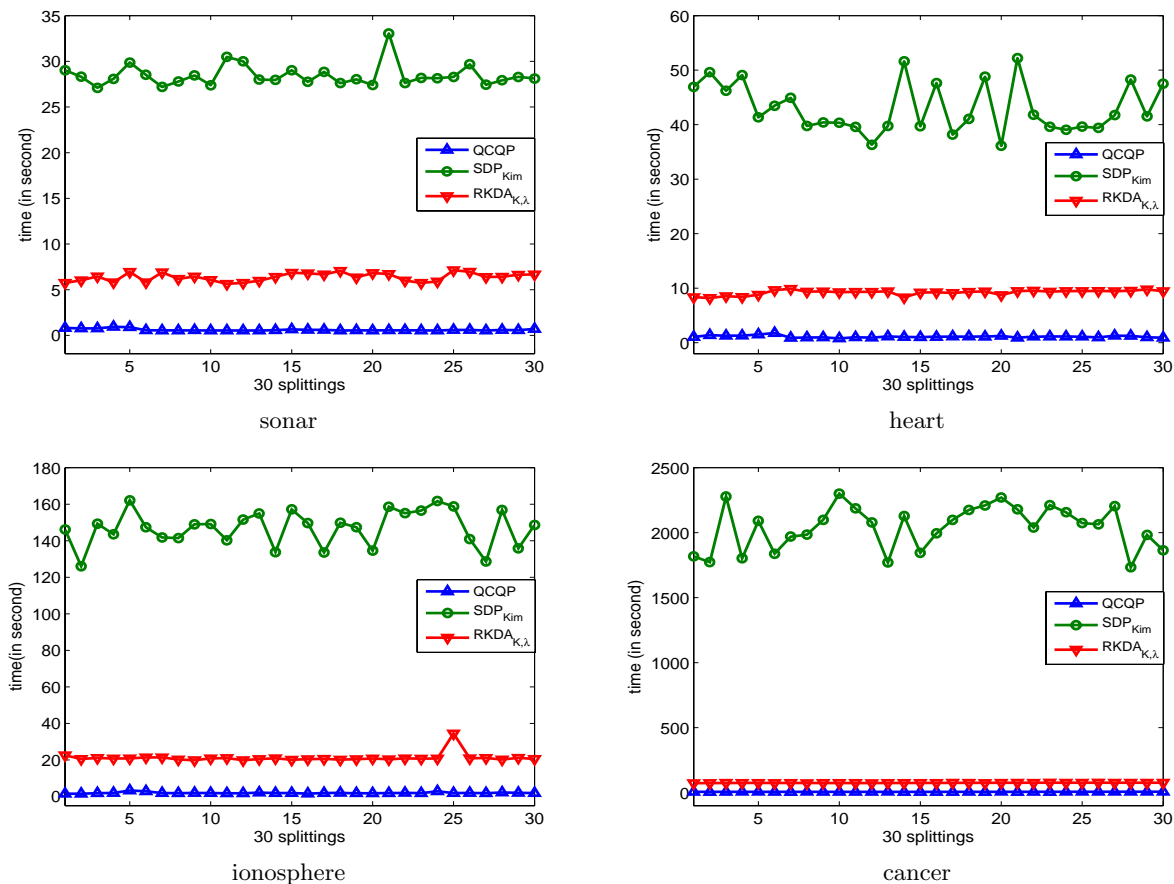 35
30
25
20
15
10
5
0
time (in second)
QCQP
SDP_Kim
RKDA_K,λ
5 10 15 20 25 30
30 splittings
sonar
60
50
40
30
20
10
0
time (in second)
QCQP
SDP_Kim
RKDA_K,λ
5 10 15 20 25 30
30 splittings
heart
180
160
140
120
100
80
60
40
20
0
time(in second)
QCQP
SDP_Kim
RKDA_K,λ
5 10 15 20 25 30
30 splittings
ionosphere
2500
2000
1500
1000
500
0
time (in second)
QCQP
SDP_Kim
RKDA_K,λ
5 10 15 20 25 30
30 splittings
cancer